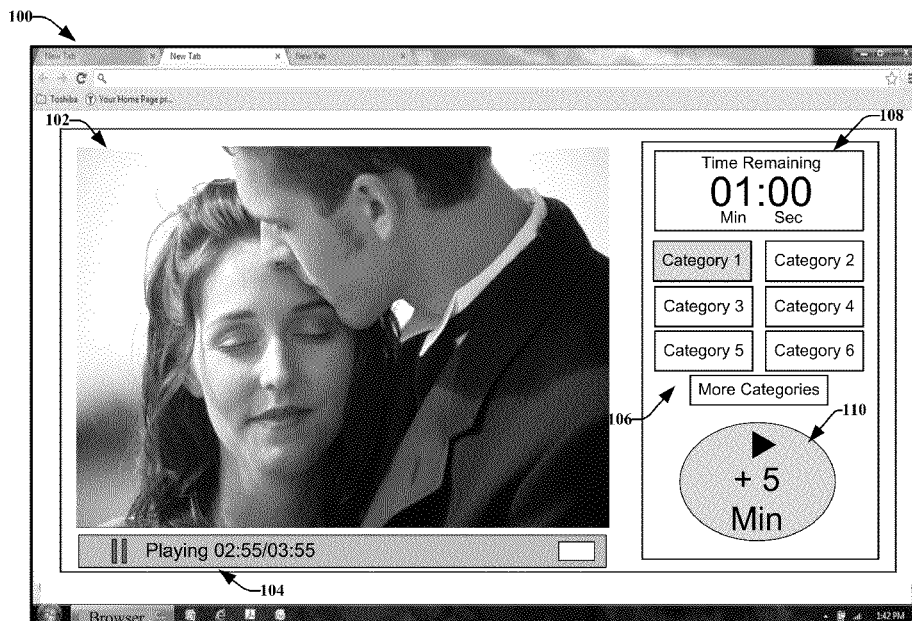 100
New Tab
New Tab
New Tab
Toshiba
Your Home Page pr...
102
108
Time Remaining
01:00
Min Sec
Category 1 Category 2
Category 3 Category 4
Category 5 Category 6
More Categories
106
110
+ 5
Min
Playing 02:55/03:55
104
Browser
1:42 PM